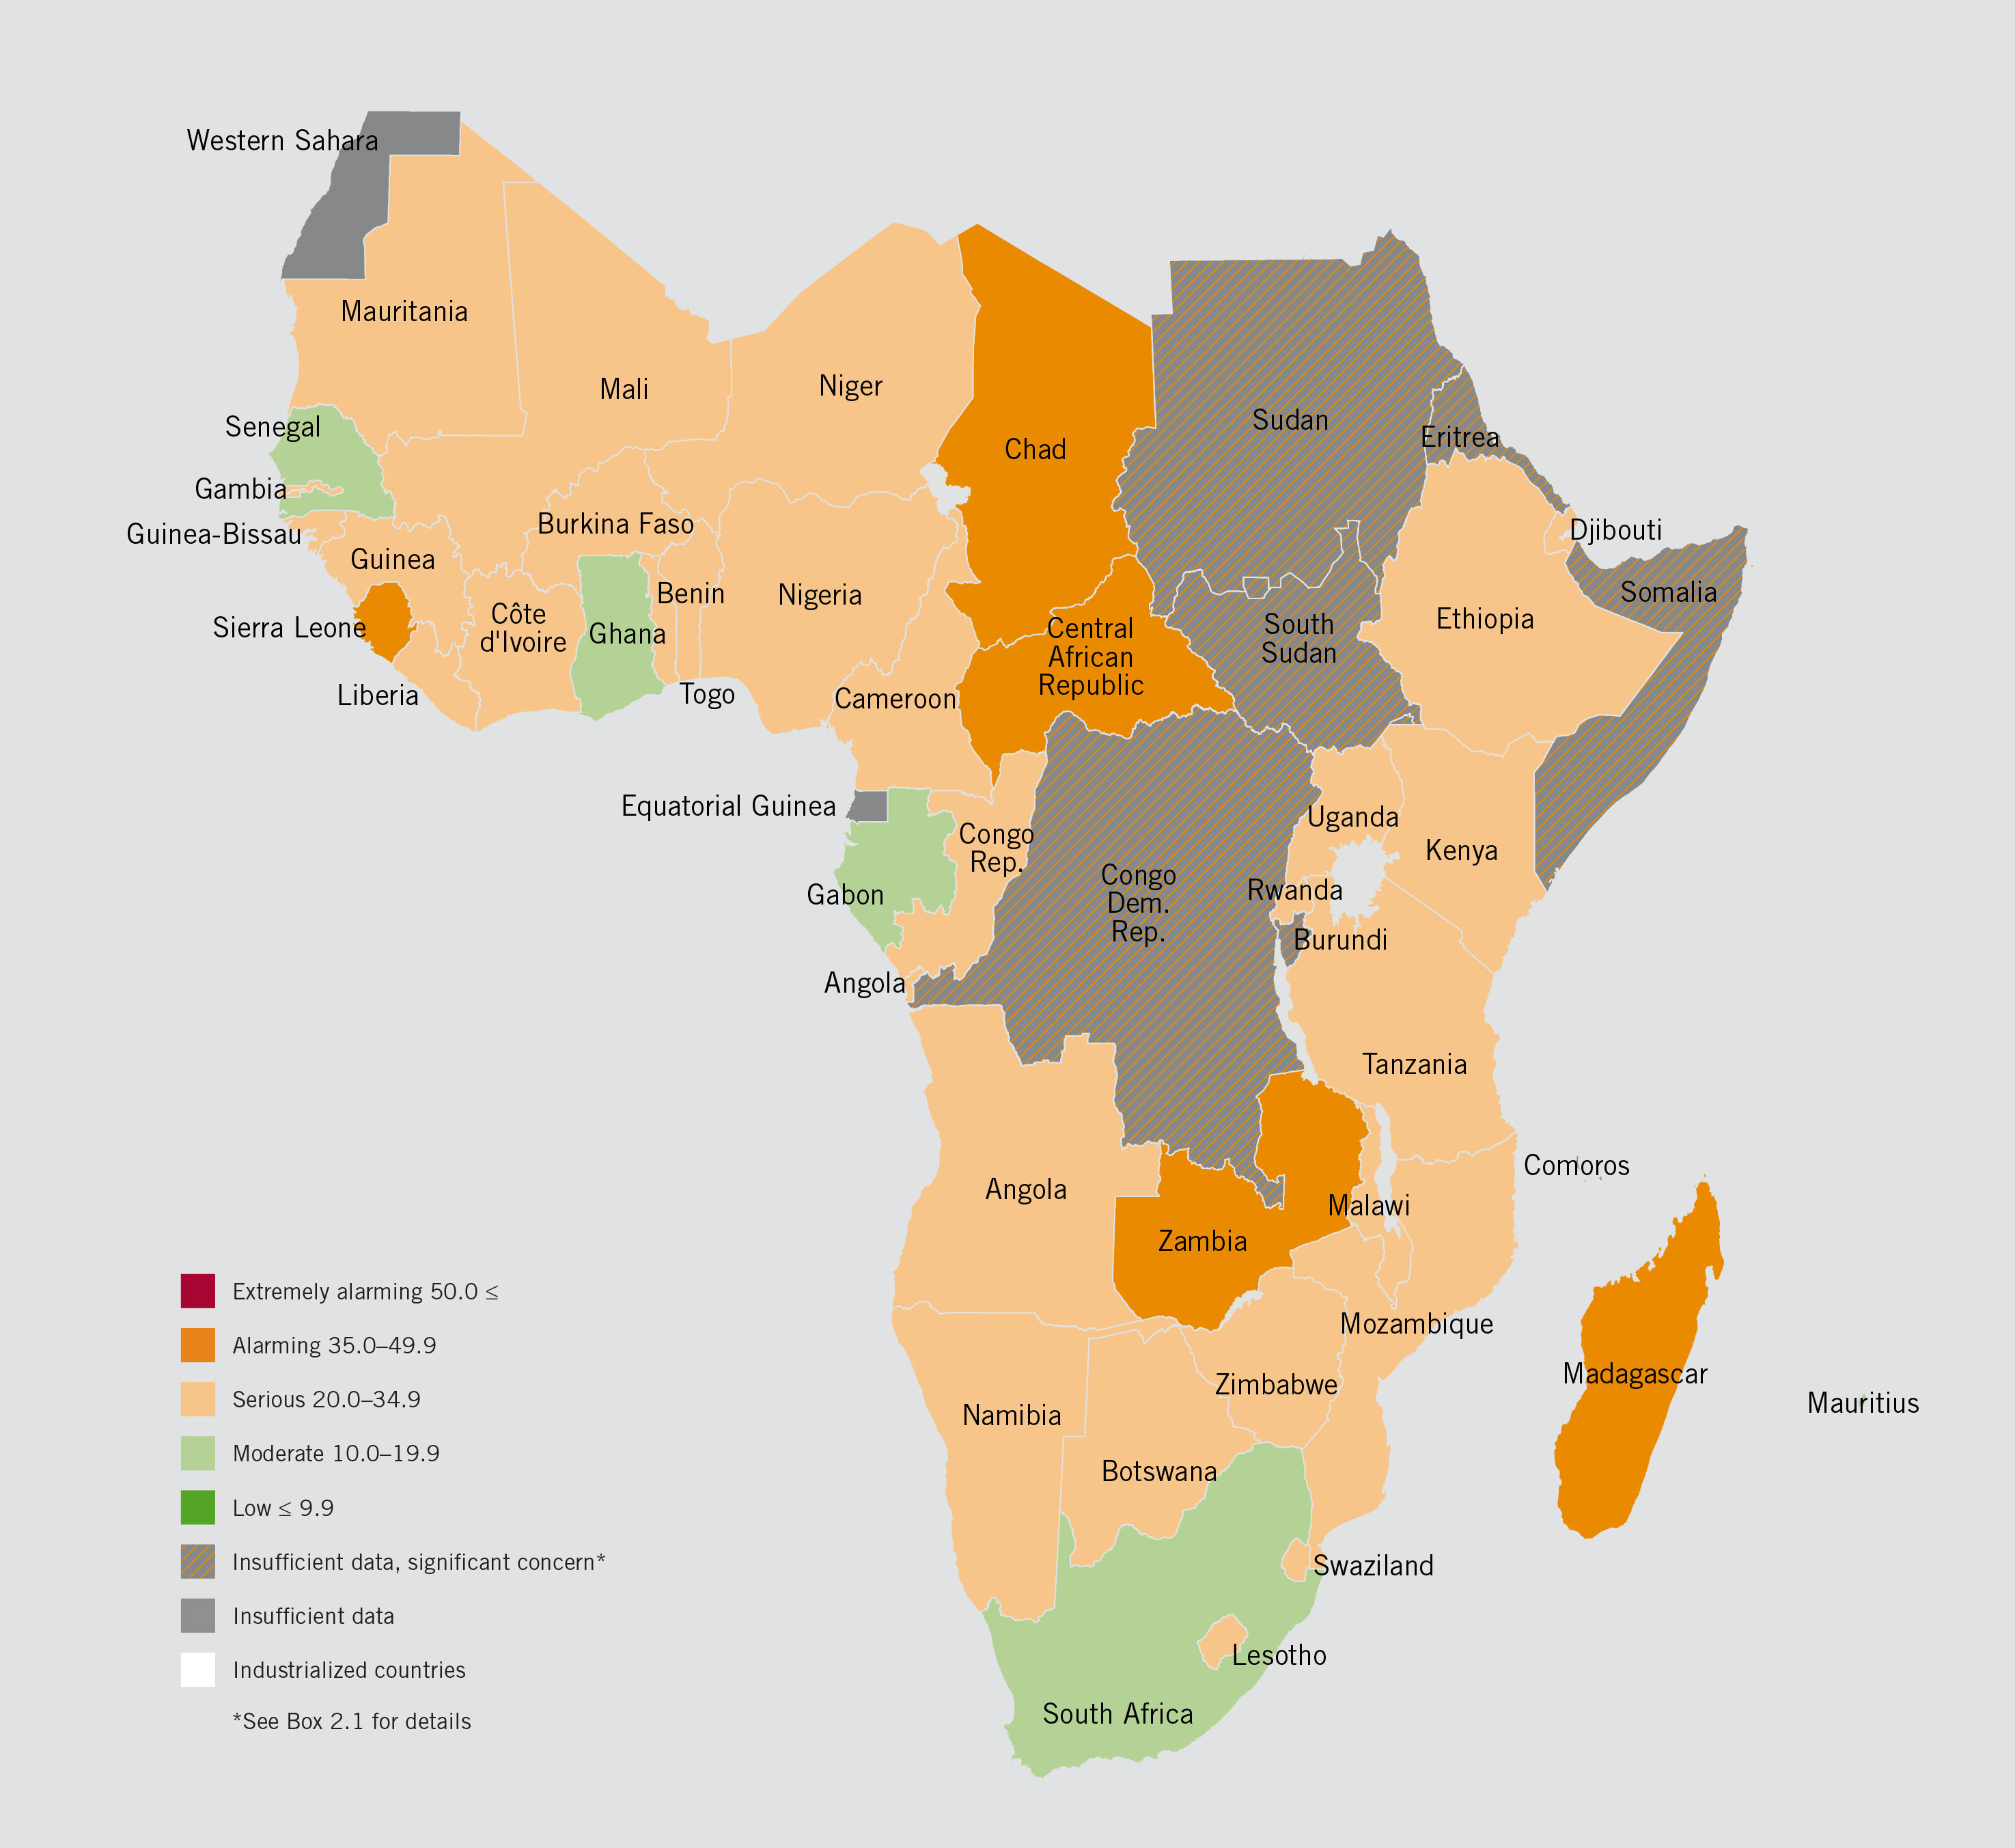 Western Sahara
Mauritania
Mali
Niger
Chad
Sudan
Eritrea
Senegal
Gambia
Guinea-Bissau
Guinea
Burkina Faso
Djibouti
Sierra Leone
Côte
d'Ivoire
Ghana
Benin
Nigeria
Central
African
Republic
South
Sudan
Ethiopia
Somalia
Liberia
Togo
Cameroon
Equatorial Guinea
Gabon
Congo
Rep.
Congo
Dem.
Rep.
Uganda
Kenya
Rwanda
Burundi
Angola
Tanzania
Angola
Zambia
Malawi
Comoros
Mozambique
Zimbabwe
Madagascar
Mauritius
Namibia
Botswana
Swaziland
Lesotho
South Africa
Extremely alarming 50.0 ≤
Alarming 35.0–49.9
Serious 20.0–34.9
Moderate 10.0–19.9
Low ≤ 9.9
Insufficient data, significant concern*
Insufficient data
Industrialized countries
*See Box 2.1 for details